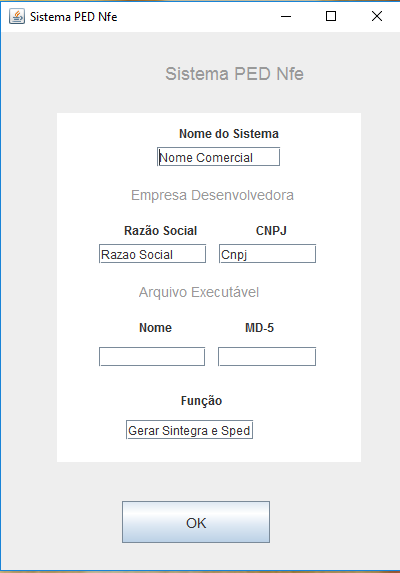 Sistema PED Nfe
Sistema PED Nfe
Nome do Sistema
Nome Comercial
Empresa Desenvolvedora
Razão Social CNPJ
Razao Social Cnpj
Arquivo Executável
Nome MD-5
Função
Gerar Sintegra e Sped
OK